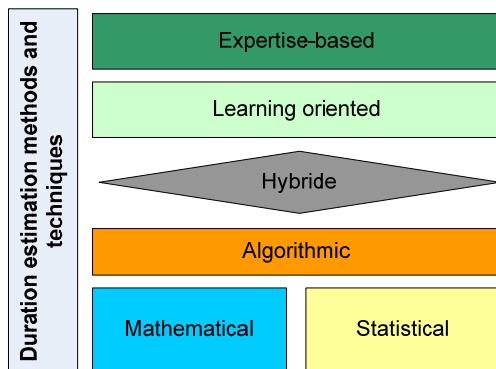 Duration estimation methods and
techniques
Expertise-based
Learning oriented
Hybride
Algorithmic
Mathematical
Statistical